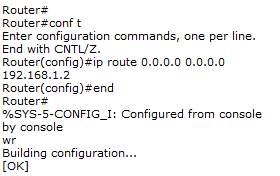 Router#
Router#conf t
Enter configuration commands, one per line.
End with CNTL/Z.
Router(config)#ip route 0.0.0.0 0.0.0.0
192.168.1.2
Router(config)#end
Router#
%SYS-5-CONFIG_I: Configured from console
by console
wr
Building configuration...
[OK]